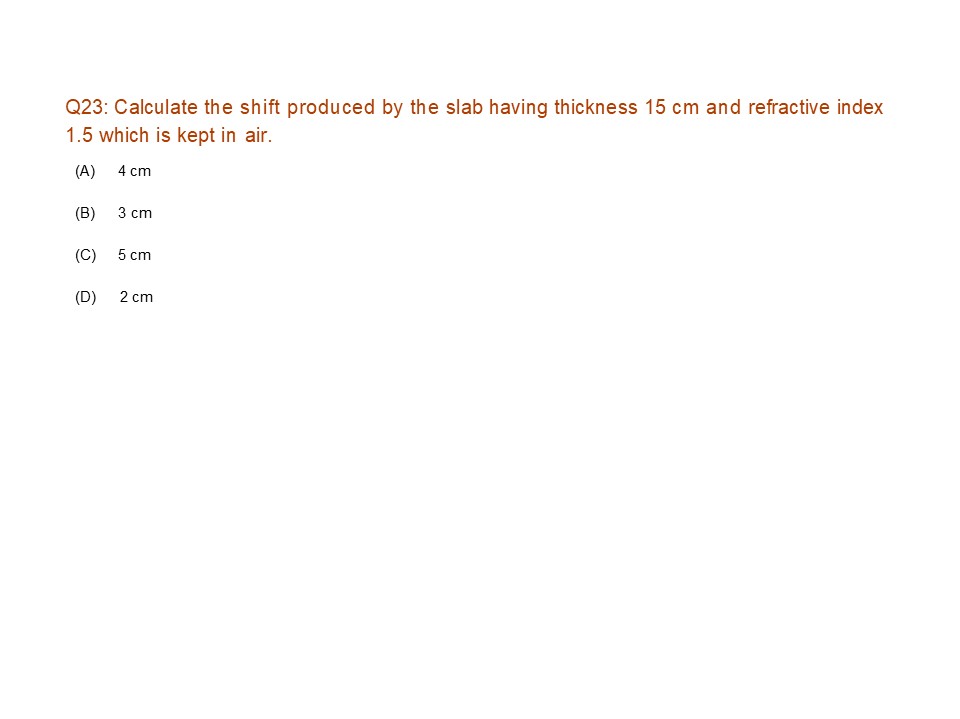 Q23: Calculate the shift produced by the slab having thickness 15 cm and refractive index
1.5 which is kept in air.
(A) 4 cm
(B) 3 cm
(C) 5 cm
(D) 2 cm